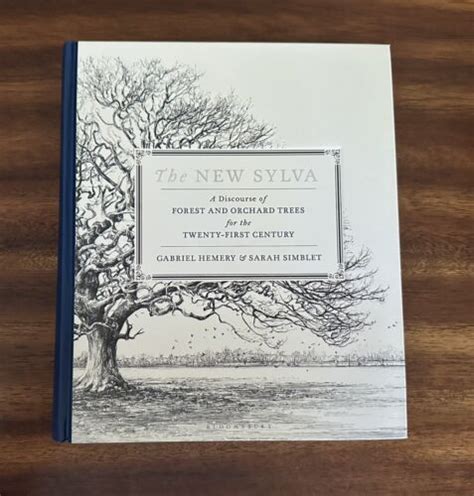 The NEW SYLVA
A Discourse of
FOREST AND ORCHARD TREES
for the
TWENTY-FIRST CENTURY
GABRIEL HEMERY & SARAH SIMBLET
BLOOMSBURY